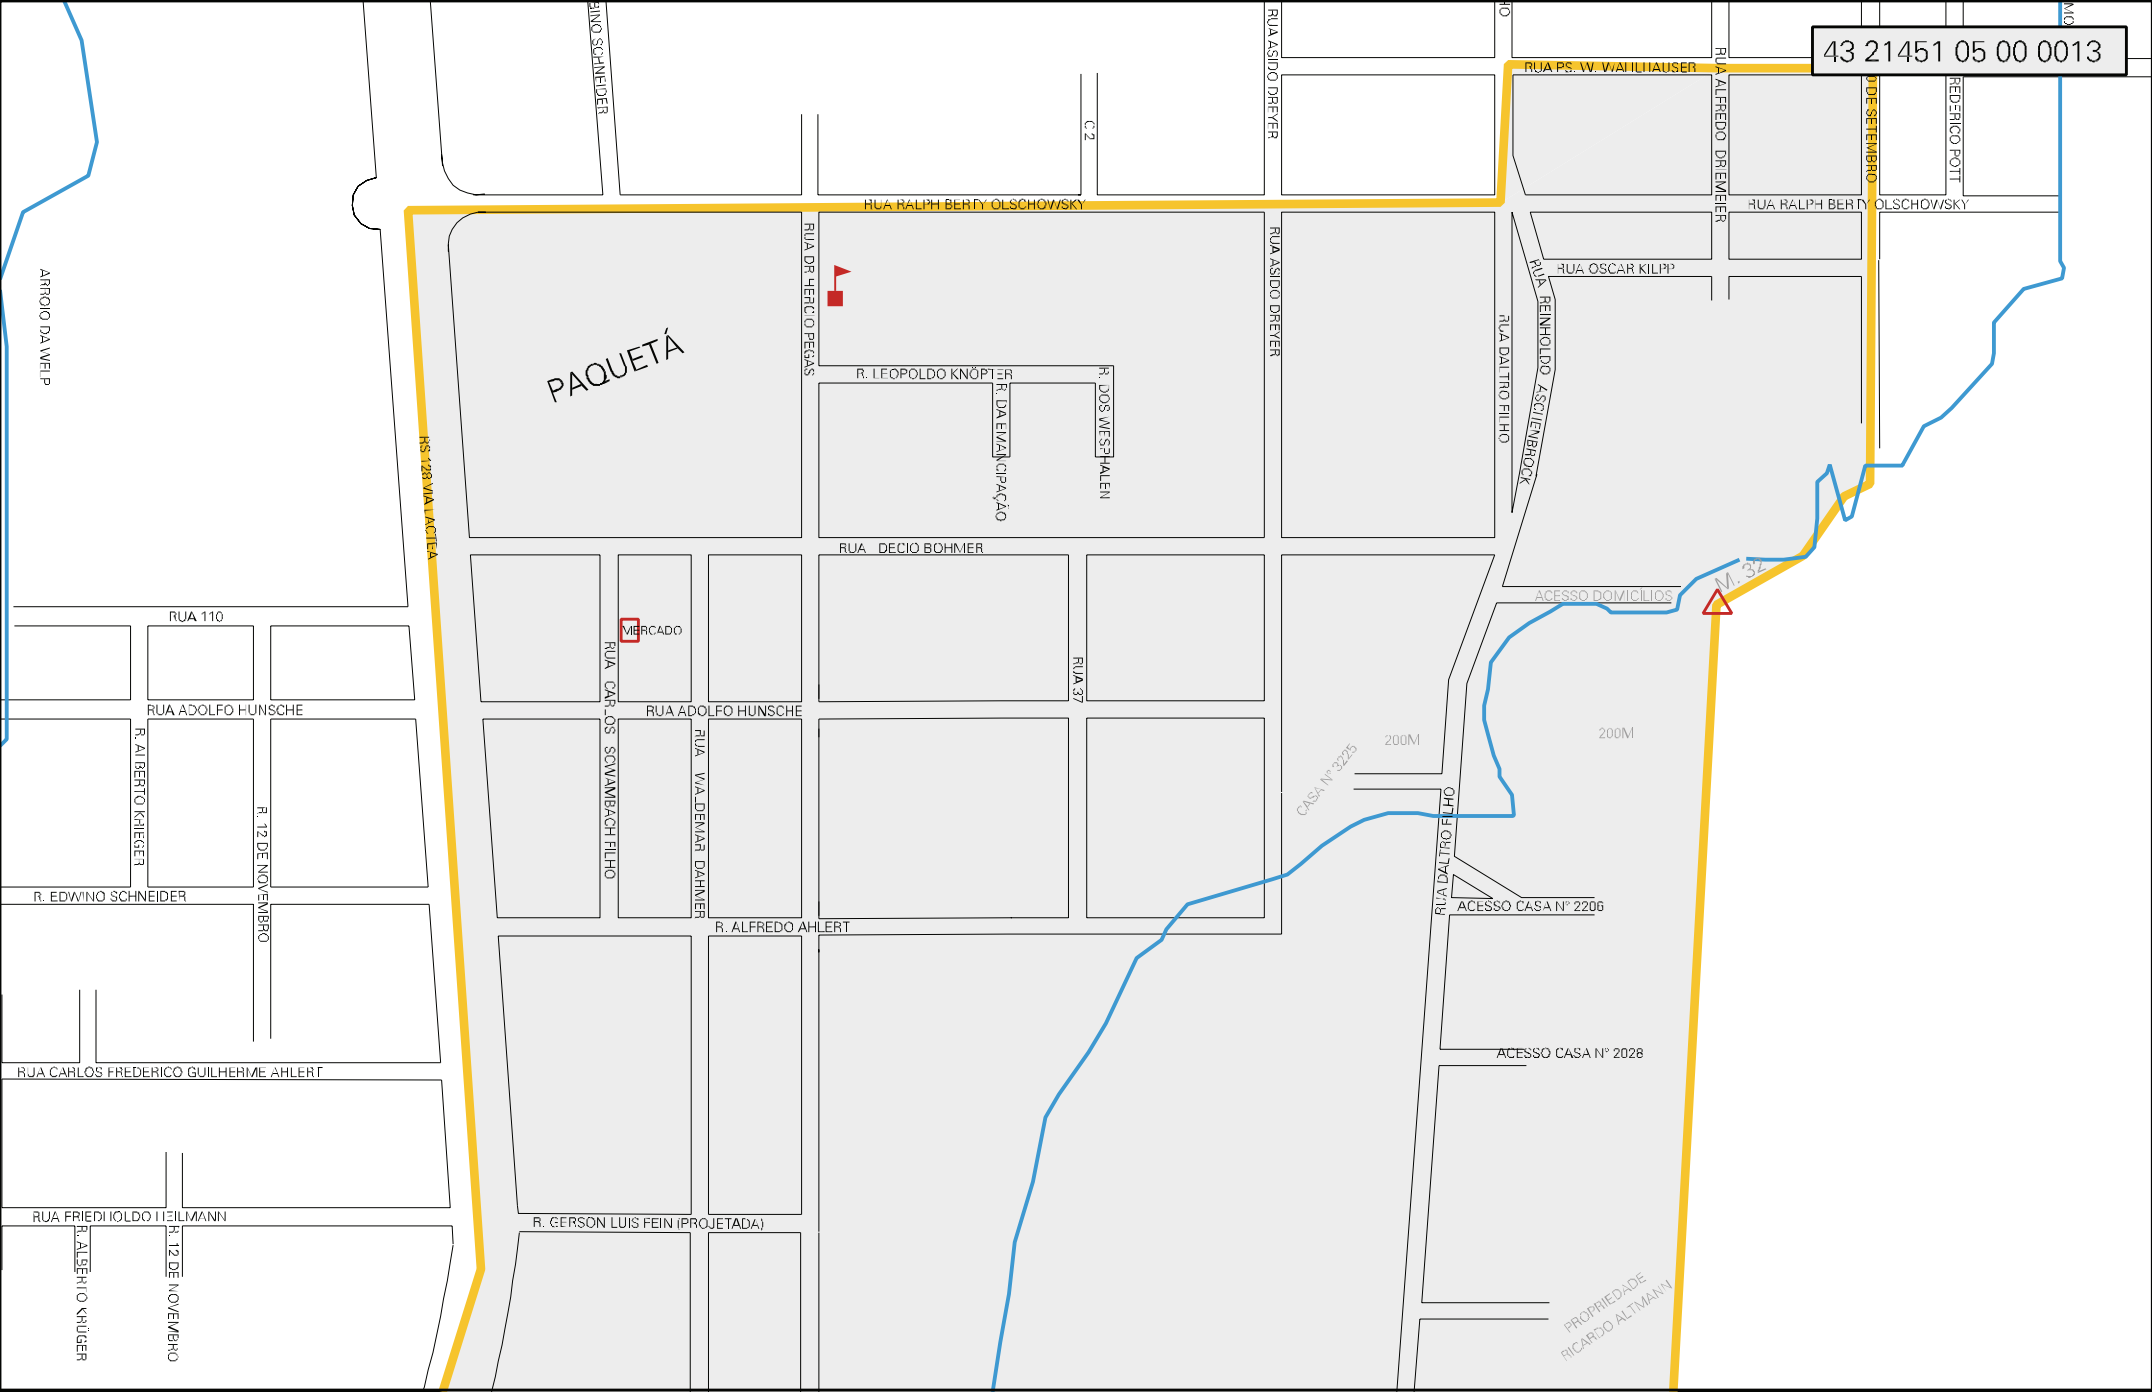 43 21451 05 00 0013
RUA ASIDO DREYER
RUA PS. W. WAHLHAUSER
RUA ALFREDO DRIEMEIER
DE SETEMBRO
C 2
RUA RALPH BERTY OLSCHOWSKY
RUA RALPH BERTY OLSCHOWSKY
ARROIO DA WELP
RUA DR HERCIO PEGAS
RUA ASIDO DREYER
RUA OSCAR KILPP
RUA REINHOLDO ASCHENBROCK
RUA DALTRO FILHO
PAQUETÁ
R. LEOPOLDO KNÖPTER
R. DA EMANCIPAÇÃO
R. DOS WESPHALEN
RS 128 VIA LACTEA
RUA DECIO BOHMER
M. 32
ACESSO DOMICÍLIOS
RUA 110
MERCADO
RUA CARLOS SCWAMBACH FILHO
RUA 37
RUA ADOLFO HUNSCHE
RUA ADOLFO HUNSCHE
RUA WALDEMAR DAHMER
R. ALBERTO KRIEGER
CASA Nº 3225
200M
200M
R. 12 DE NOVEMBRO
RUA DALTRO FILHO
R. EDWINO SCHNEIDER
ACESSO CASA Nº 2206
R. ALFREDO AHLERT
ACESSO CASA Nº 2028
RUA CARLOS FREDERICO GUILHERME AHLERT
RUA FRIEDHOLDO HEILMANN
R. GERSON LUIS FEIN (PROJETADA)
R. ALBERTO KRÜGER
R. 12 DE NOVEMBRO
PROPRIEDADE
RICARDO ALTMANN